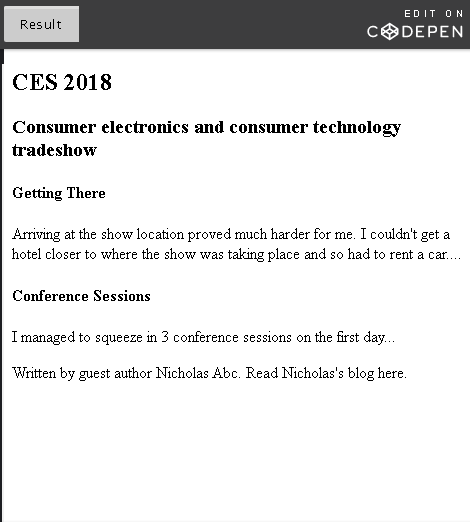 Result
EDIT ON
CODEPEN
CES 2018
Consumer electronics and consumer technology
tradeshow
Getting There
Arriving at the show location proved much harder for me. I couldn't get a
hotel closer to where the show was taking place and so had to rent a car....
Conference Sessions
I managed to squeeze in 3 conference sessions on the first day...
Written by guest author Nicholas Abc. Read Nicholas's blog here.